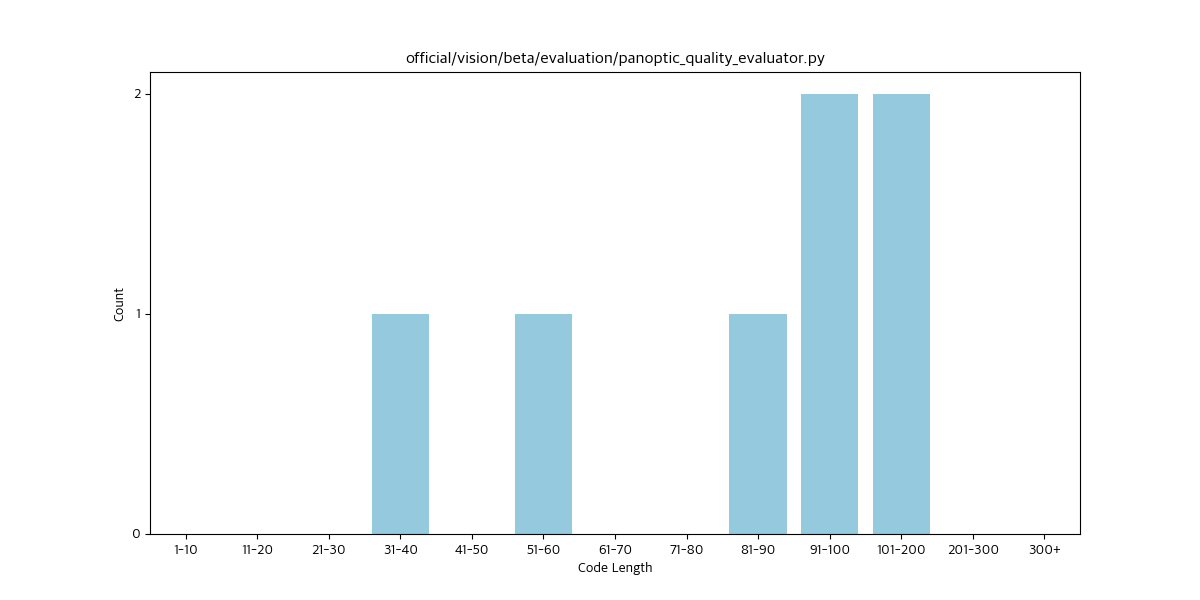 official/vision/beta/evaluation/panoptic_quality_evaluator.py
2
1
0
Count
1-10 11-20 21-30 31-40 41-50 51-60 61-70 71-80 81-90 91-100 101-200 201-300 300+
Code Length